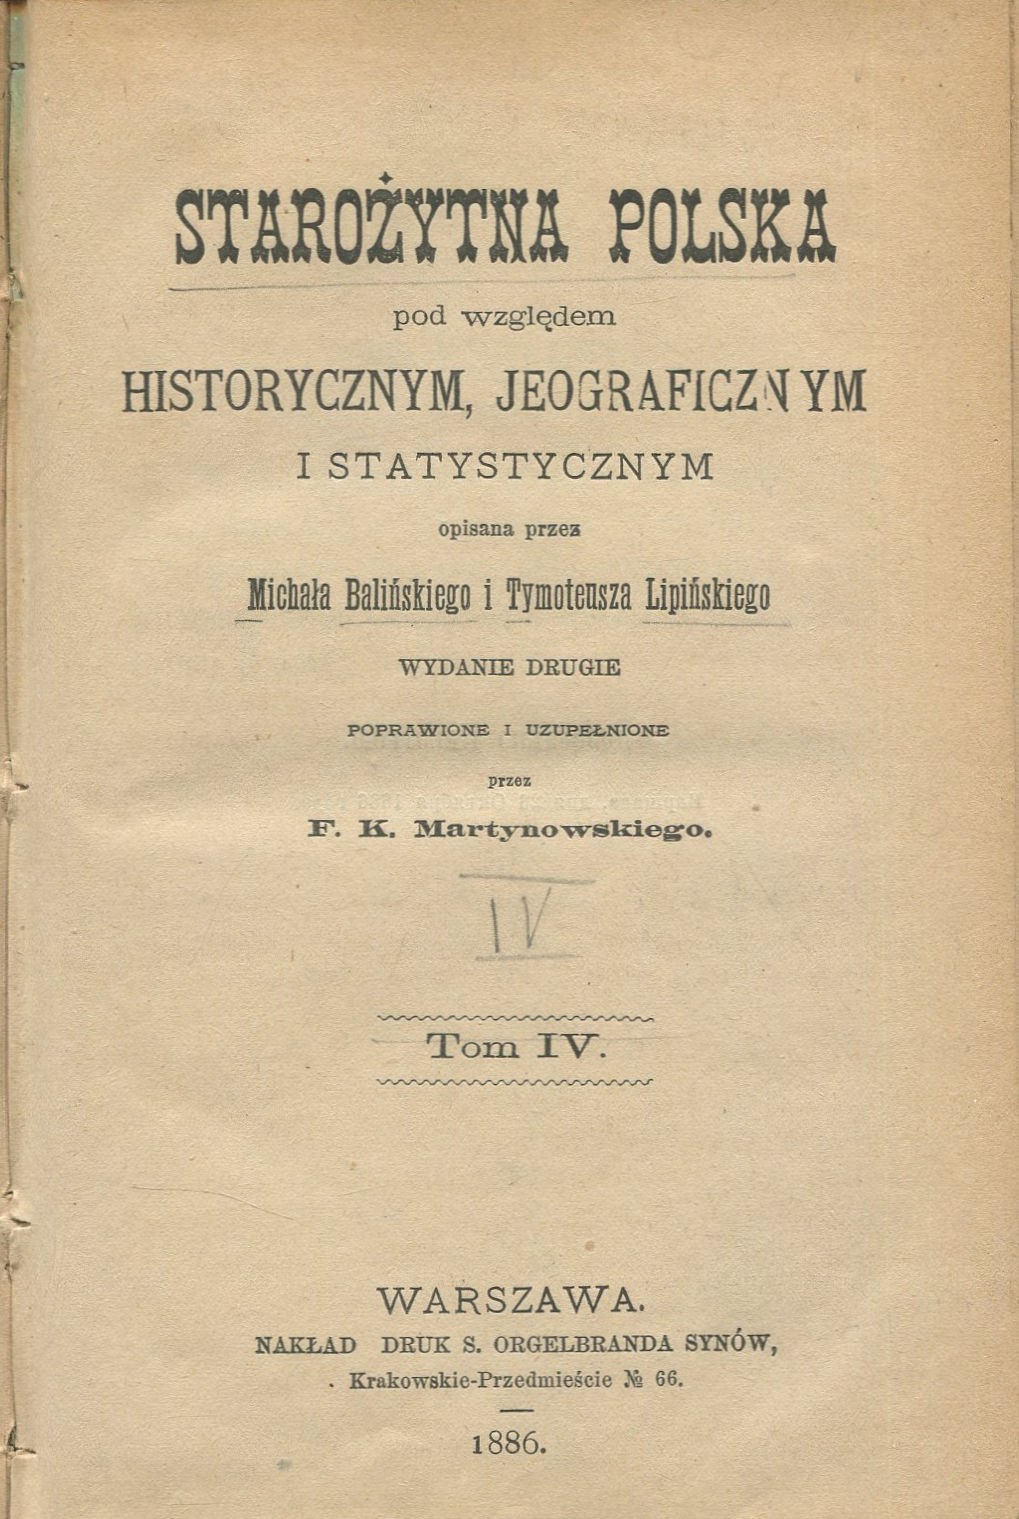 STAROŻYTNA POLSKA
pod względem
HISTORYCZNYM, JEOGRAFICZNYM
I STATYSTYCZNYM
opisana przez
Michała Balińskiego i Tymoteusza Lipińskiego
WYDANIE DRUGIE
POPRAWIONE I UZUPEŁNIONE
przez
F. K. Martynowskiego.
IV
Tom IV.
WARSZAWA.
NAKŁAD DRUK S. ORGELBRANDA SYNÓW,
Krakowskie-Przedmieście № 66.
1886.